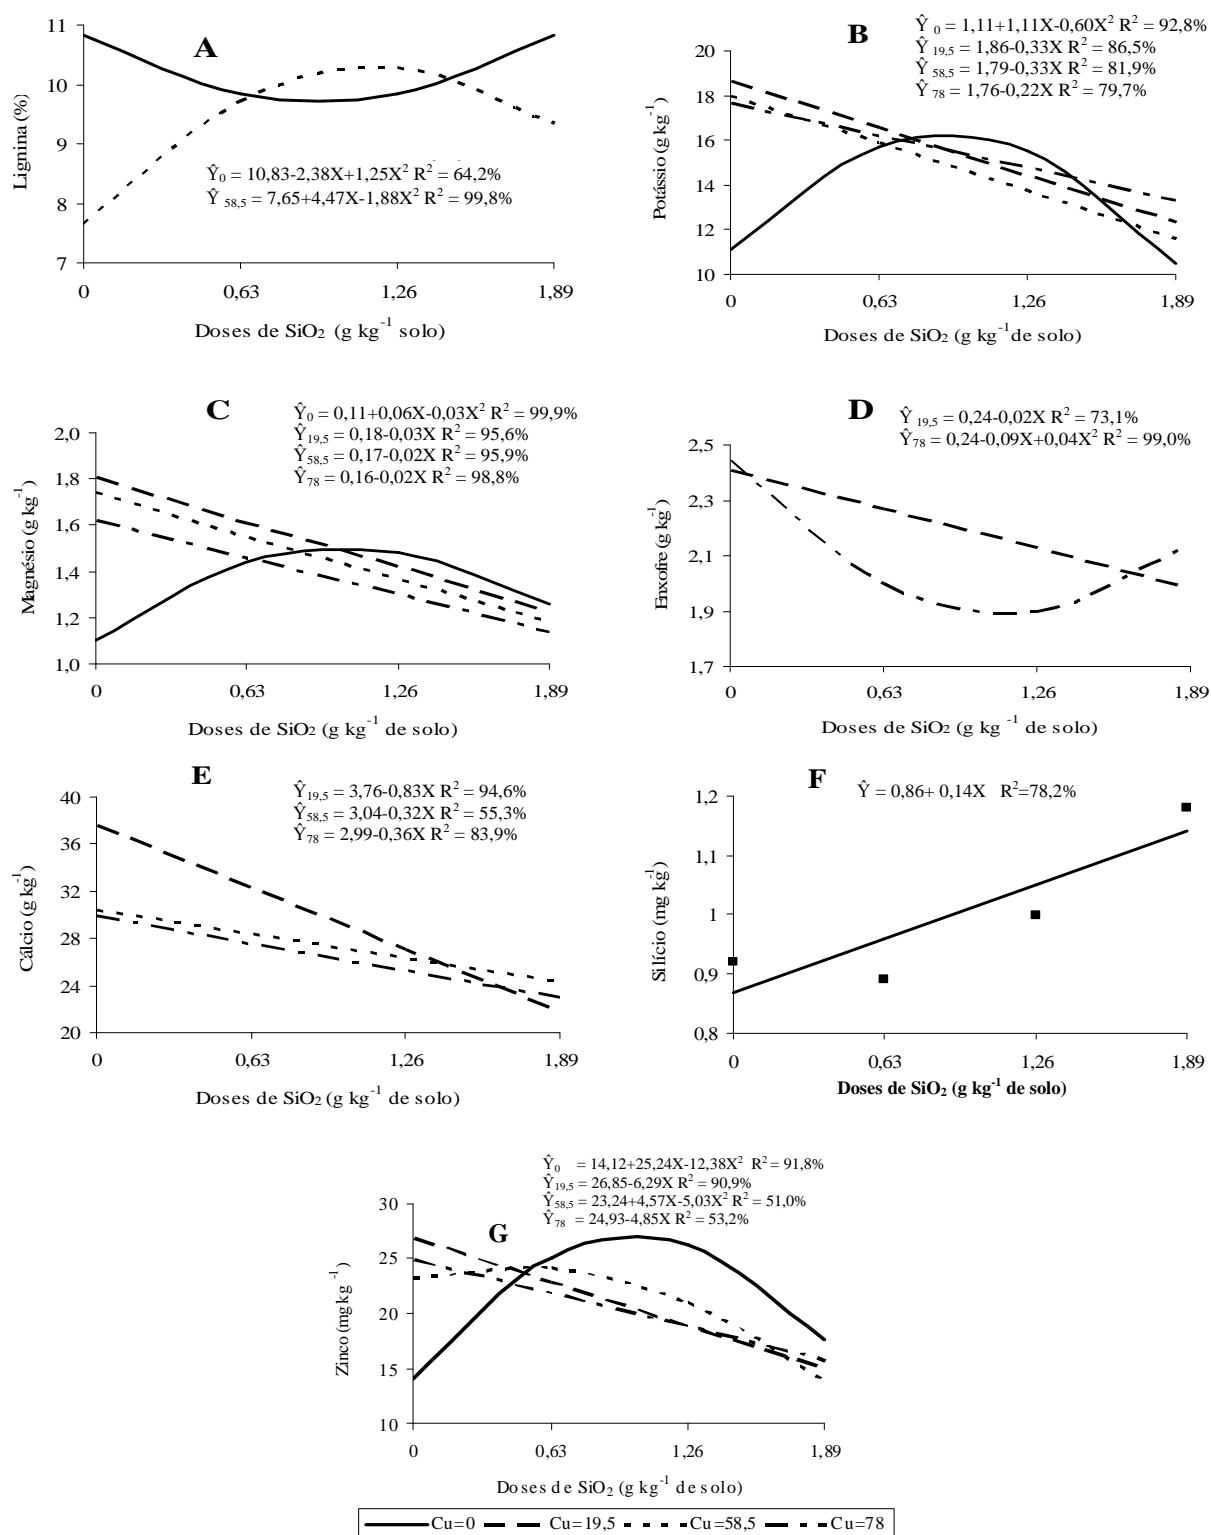 A
11
10
9
8
7
Lignina (%)
Ŷ₀ = 10,83-2,38X+1,25X² R² = 64,2%
Ŷ ₅₈,₅ = 7,65+4,47X-1,88X² R² = 99,8%
0 0,63 1,26 1,89
Doses de SiO₂ (g kg⁻¹ solo)
B
Ŷ ₀ = 1,11+1,11X-0,60X² R² = 92,8%
Ŷ ₁₉,₅ = 1,86-0,33X R² = 86,5%
Ŷ ₅₈,₅ = 1,79-0,33X R² = 81,9%
Ŷ ₇₈ = 1,76-0,22X R² = 79,7%
20
18
16
14
12
10
Potássio (g kg⁻¹)
0 0,63 1,26 1,89
Doses de SiO₂ (g kg⁻¹de solo)
C
Ŷ₀ = 0,11+0,06X-0,03X² R² = 99,9%
Ŷ₁₉,₅ = 0,18-0,03X R² = 95,6%
Ŷ₅₈,₅ = 0,17-0,02X R² = 95,9%
Ŷ₇₈ = 0,16-0,02X R² = 98,8%
2,0
1,8
1,6
1,4
1,2
1,0
Magnésio (g kg⁻¹)
0 0,63 1,26 1,89
Doses de SiO₂ (g kg⁻¹ de solo)
D
Ŷ ₁₉,₅ = 0,24-0,02X R² = 73,1%
Ŷ₇₈ = 0,24-0,09X+0,04X² R² = 99,0%
2,5
2,3
2,1
1,9
1,7
Enxofre (g kg⁻¹)
0 0,63 1,26 1,89
Doses de SiO₂ (g kg⁻¹ de solo)
E
Ŷ₁₉,₅ = 3,76-0,83X R² = 94,6%
Ŷ₅₈,₅ = 3,04-0,32X R² = 55,3%
Ŷ₇₈ = 2,99-0,36X R² = 83,9%
40
36
32
28
24
20
Cálcio (g kg⁻¹)
0 0,63 1,26 1,89
Doses de SiO₂ (g kg⁻¹ de solo)
F
Ŷ = 0,86+ 0,14X R²=78,2%
1,2
1,1
1
0,9
0,8
Silício (mg kg⁻¹)
0 0,63 1,26 1,89
Doses de SiO₂ (g kg⁻¹ de solo)
Ŷ₀ = 14,12+25,24X-12,38X² R² = 91,8%
Ŷ₁₉,₅ = 26,85-6,29X R² = 90,9%
Ŷ₅₈,₅ = 23,24+4,57X-5,03X² R² = 51,0%
Ŷ₇₈ = 24,93-4,85X R² = 53,2%
G
30
25
20
15
10
Zinco (mg kg⁻¹)
0 0,63 1,26 1,89
Doses de SiO₂ (g kg⁻¹ de solo)
Cu=0 Cu=19,5 Cu=58,5 Cu=78